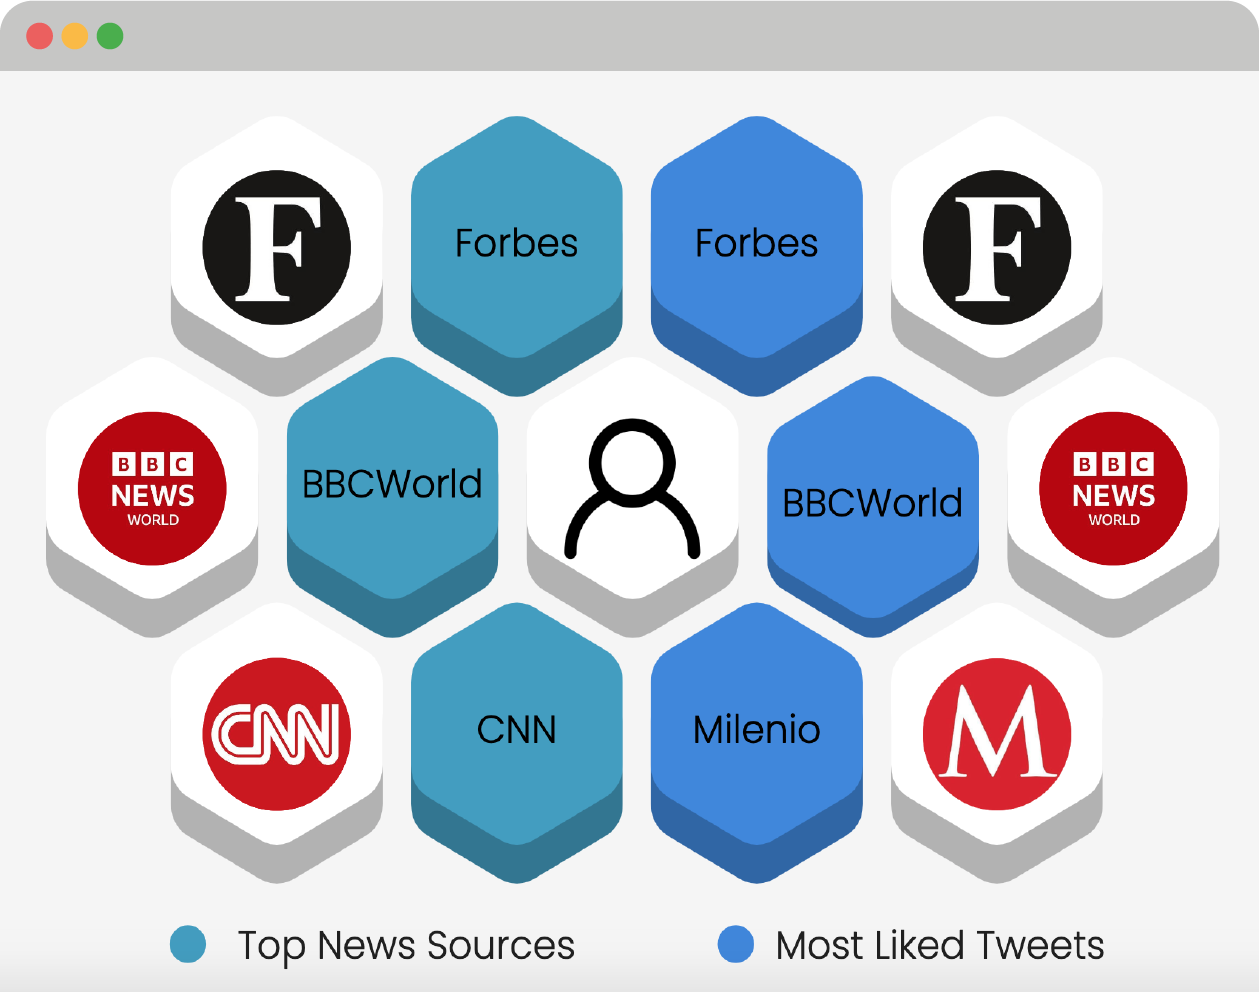 F
Forbes
Forbes
F
BBC
NEWS
WORLD
BBCWorld
BBCWorld
BBC
NEWS
WORLD
CNN
CNN
Milenio
M
Top News Sources
Most Liked Tweets